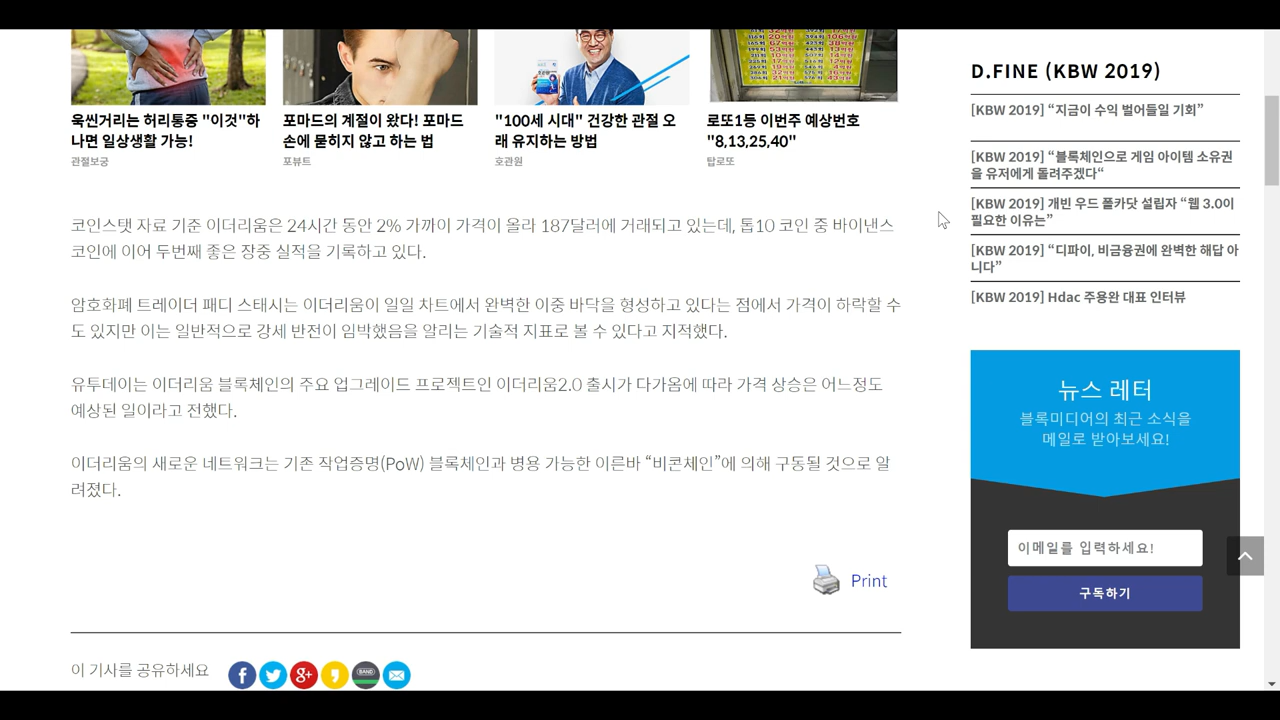 욱씬거리는 허리통증 "이것"하
나면 일상생활 가능!
관절보궁
포마드의 계절이 왔다! 포마드
손에 묻히지 않고 하는 법
포뷰트
"100세 시대" 건강한 관절 오
래 유지하는 방법
호관원
로또1등 이번주 예상번호
"8,13,25,40"
탑로또
코인스탯 자료 기준 이더리움은 24시간 동안 2% 가까이 가격이 올라 187달러에 거래되고 있는데, 톱10 코인 중 바이낸스
코인에 이어 두번째 좋은 장중 실적을 기록하고 있다.
암호화폐 트레이더 패디 스태시는 이더리움이 일일 차트에서 완벽한 이중 바닥을 형성하고 있다는 점에서 가격이 하락할 수
도 있지만 이는 일반적으로 강세 반전이 임박했음을 알리는 기술적 지표로 볼 수 있다고 지적했다.
유투데이는 이더리움 블록체인의 주요 업그레이드 프로젝트인 이더리움2.0 출시가 다가옴에 따라 가격 상승은 어느정도
예상된 일이라고 전했다.
이더리움의 새로운 네트워크는 기존 작업증명(PoW) 블록체인과 병용 가능한 이른바 “비콘체인”에 의해 구동될 것으로 알
려졌다.
Print
이 기사를 공유하세요
BAND
D.FINE (KBW 2019)
[KBW 2019] “지금이 수익 벌어들일 기회”
[KBW 2019] “블록체인으로 게임 아이템 소유권
을 유저에게 돌려주겠다“
[KBW 2019] 개빈 우드 폴카닷 설립자 “웹 3.0이
필요한 이유는”
[KBW 2019] “디파이, 비금융권에 완벽한 해답 아
니다”
[KBW 2019] Hdac 주용완 대표 인터뷰
뉴스 레터
블록미디어의 최근 소식을
메일로 받아보세요!
이메일을 입력하세요!
구독하기